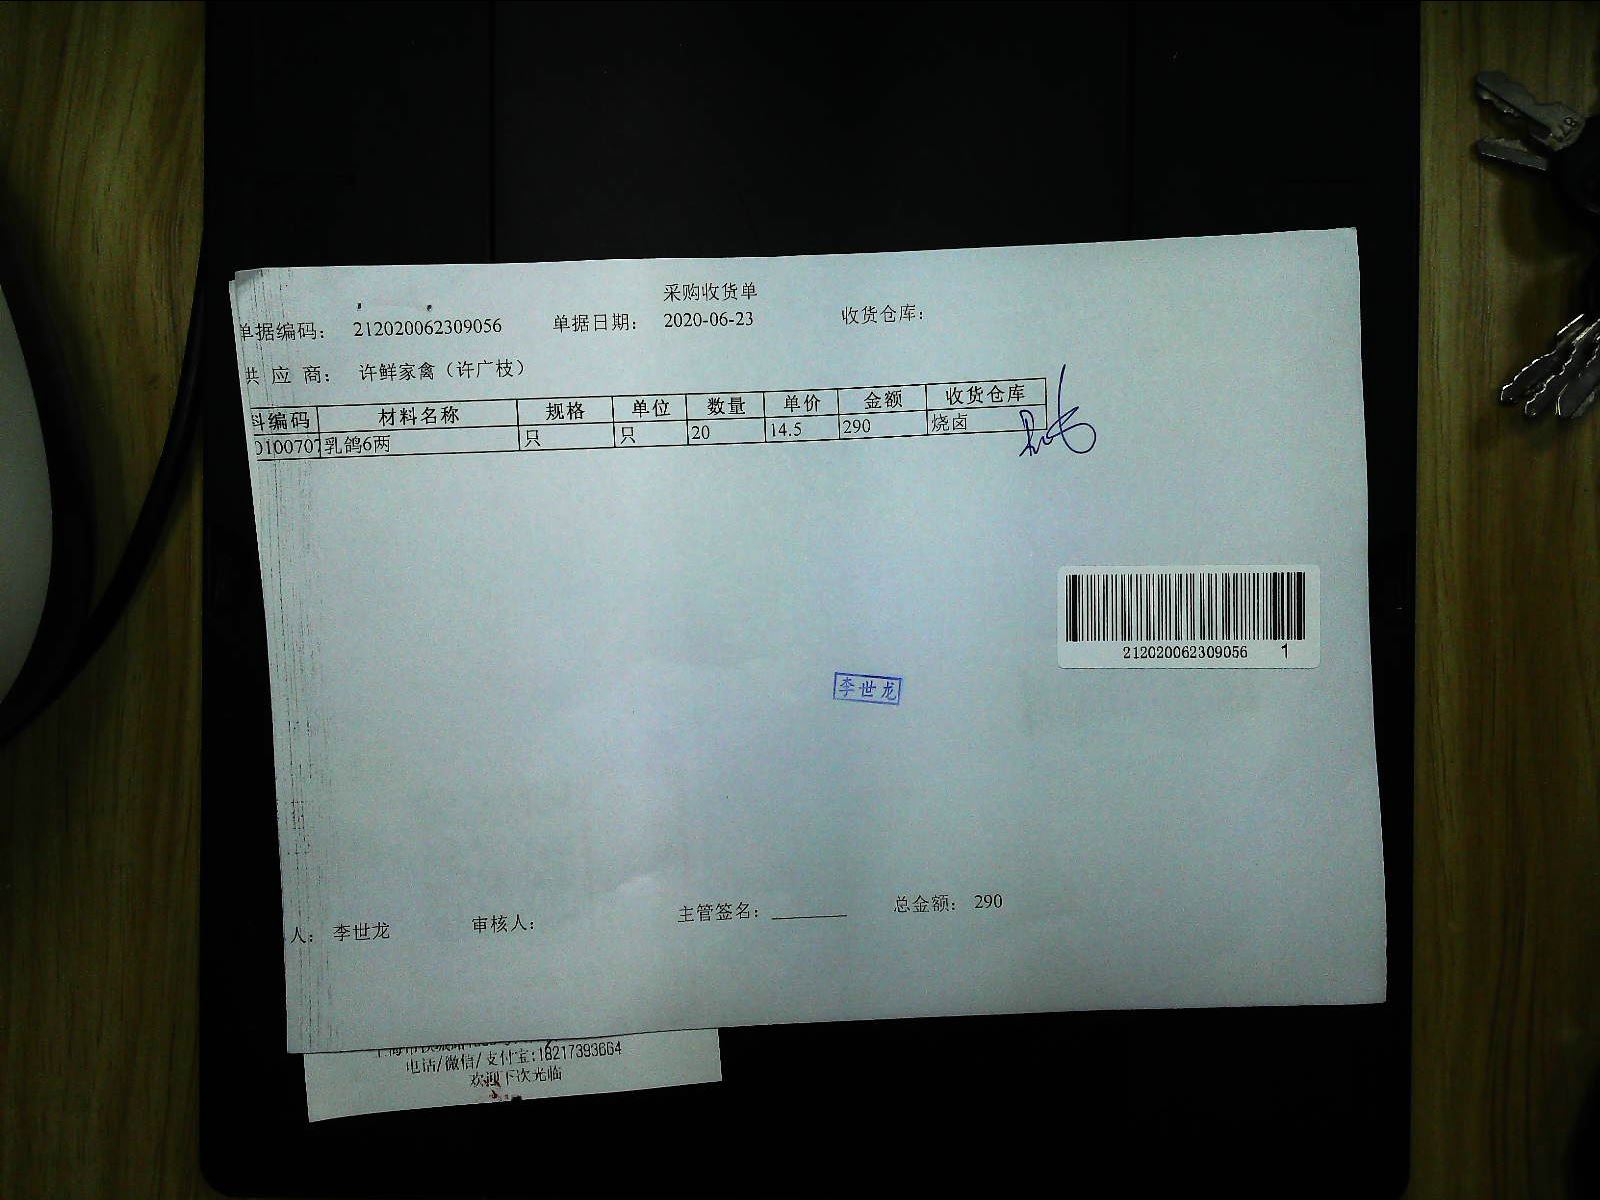 采购收货单
单据编码： 212020062309056 单据日期： 2020-06-23 收货仓库：
供 应 商： 许鲜家禽（许广枝）
料编码 材料名称 规格 单位 数量 单价 金额 收货仓库
0100707 乳鸽6两 只 只 20 14.5 290 烧卤
212020062309056 1
李世龙
人： 李世龙 审核人： 主管签名： 总金额： 290
电话/微信/支付宝:18217393664
欢迎下次光临